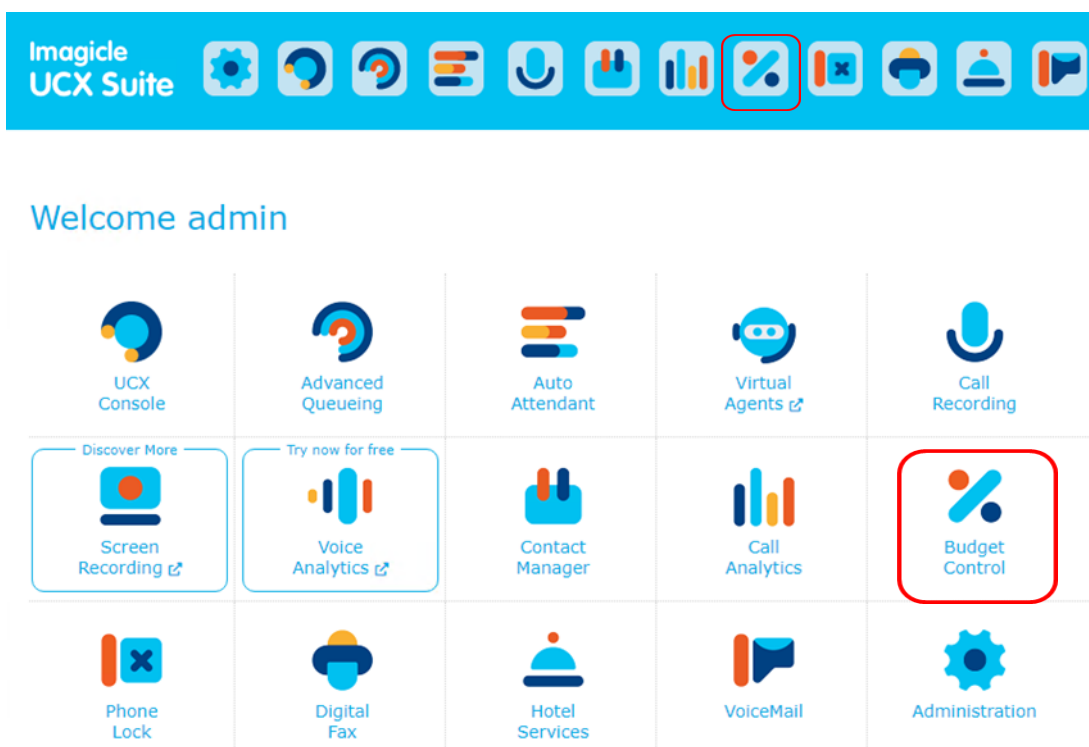 Imagicle
UCX Suite
Welcome admin
UCX
Console
Advanced
Queueing
Auto
Attendant
Virtual
Agents
Call
Recording
Discover More
Screen
Recording
Try now for free
Voice
Analytics
Contact
Manager
Call
Analytics
Budget
Control
Phone
Lock
Digital
Fax
Hotel
Services
VoiceMail
Administration